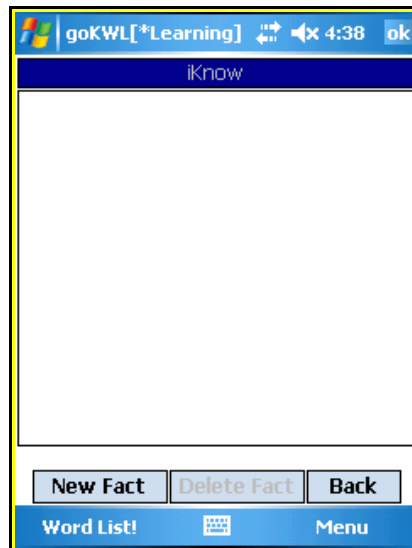 goKWL[*Learning] 4:38 ok
iKnow
New Fact Delete Fact Back
Word List! Menu